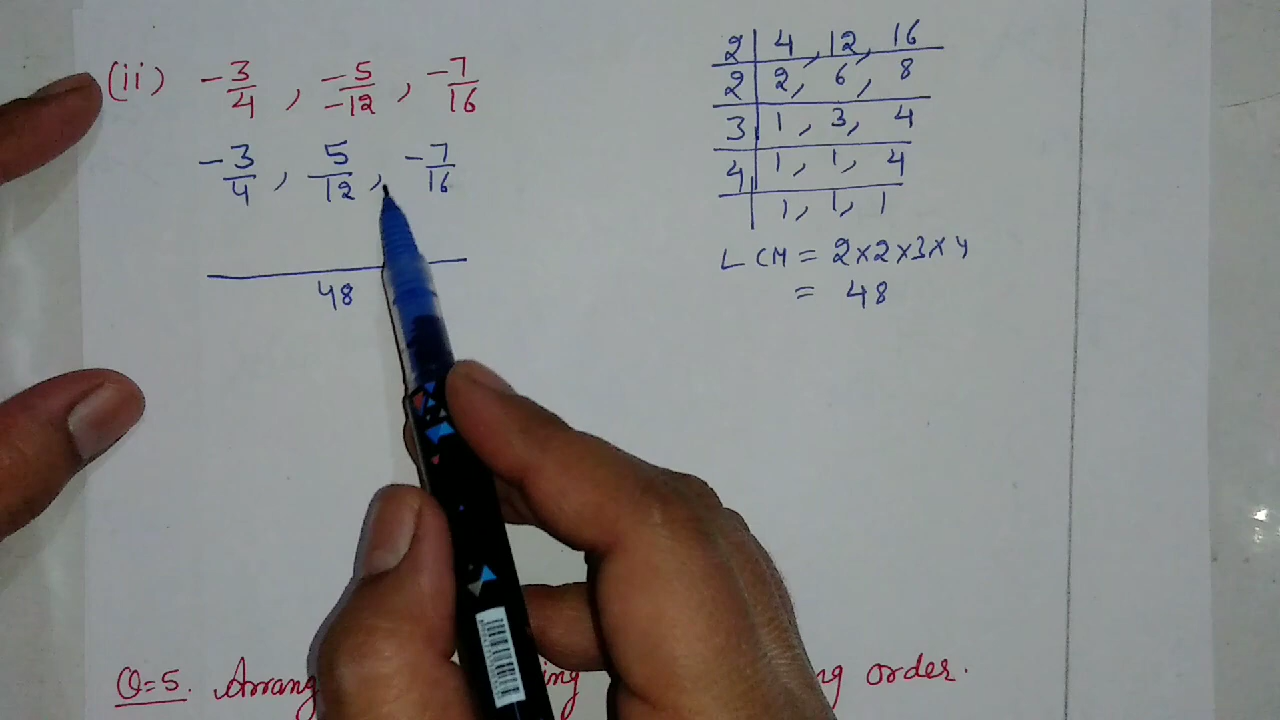 (ii) -3/4 , -5/-12 , -7/16
-3/4 , 5/12 , -7/16
48
2 | 4 , 12, 16
2 | 2, 6, 8
3 | 1, 3, 4
4 | 1, 1, 4
1, 1, 1
LCM = 2×2×3×4
= 48
Q=5. order.